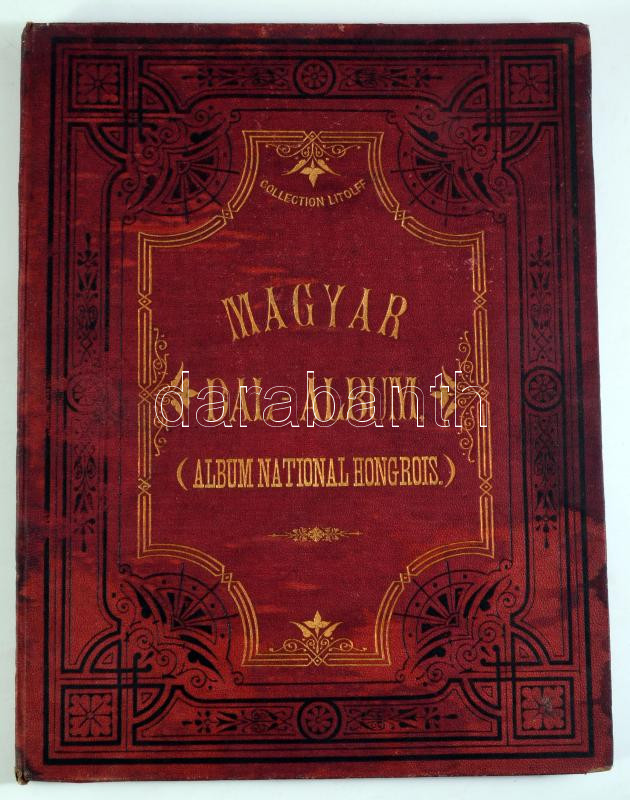 COLLECTION LITOLFF
MAGYAR
DAL-ALBUM.
darabanth
(ALBUM NATIONAL HONGROIS.)